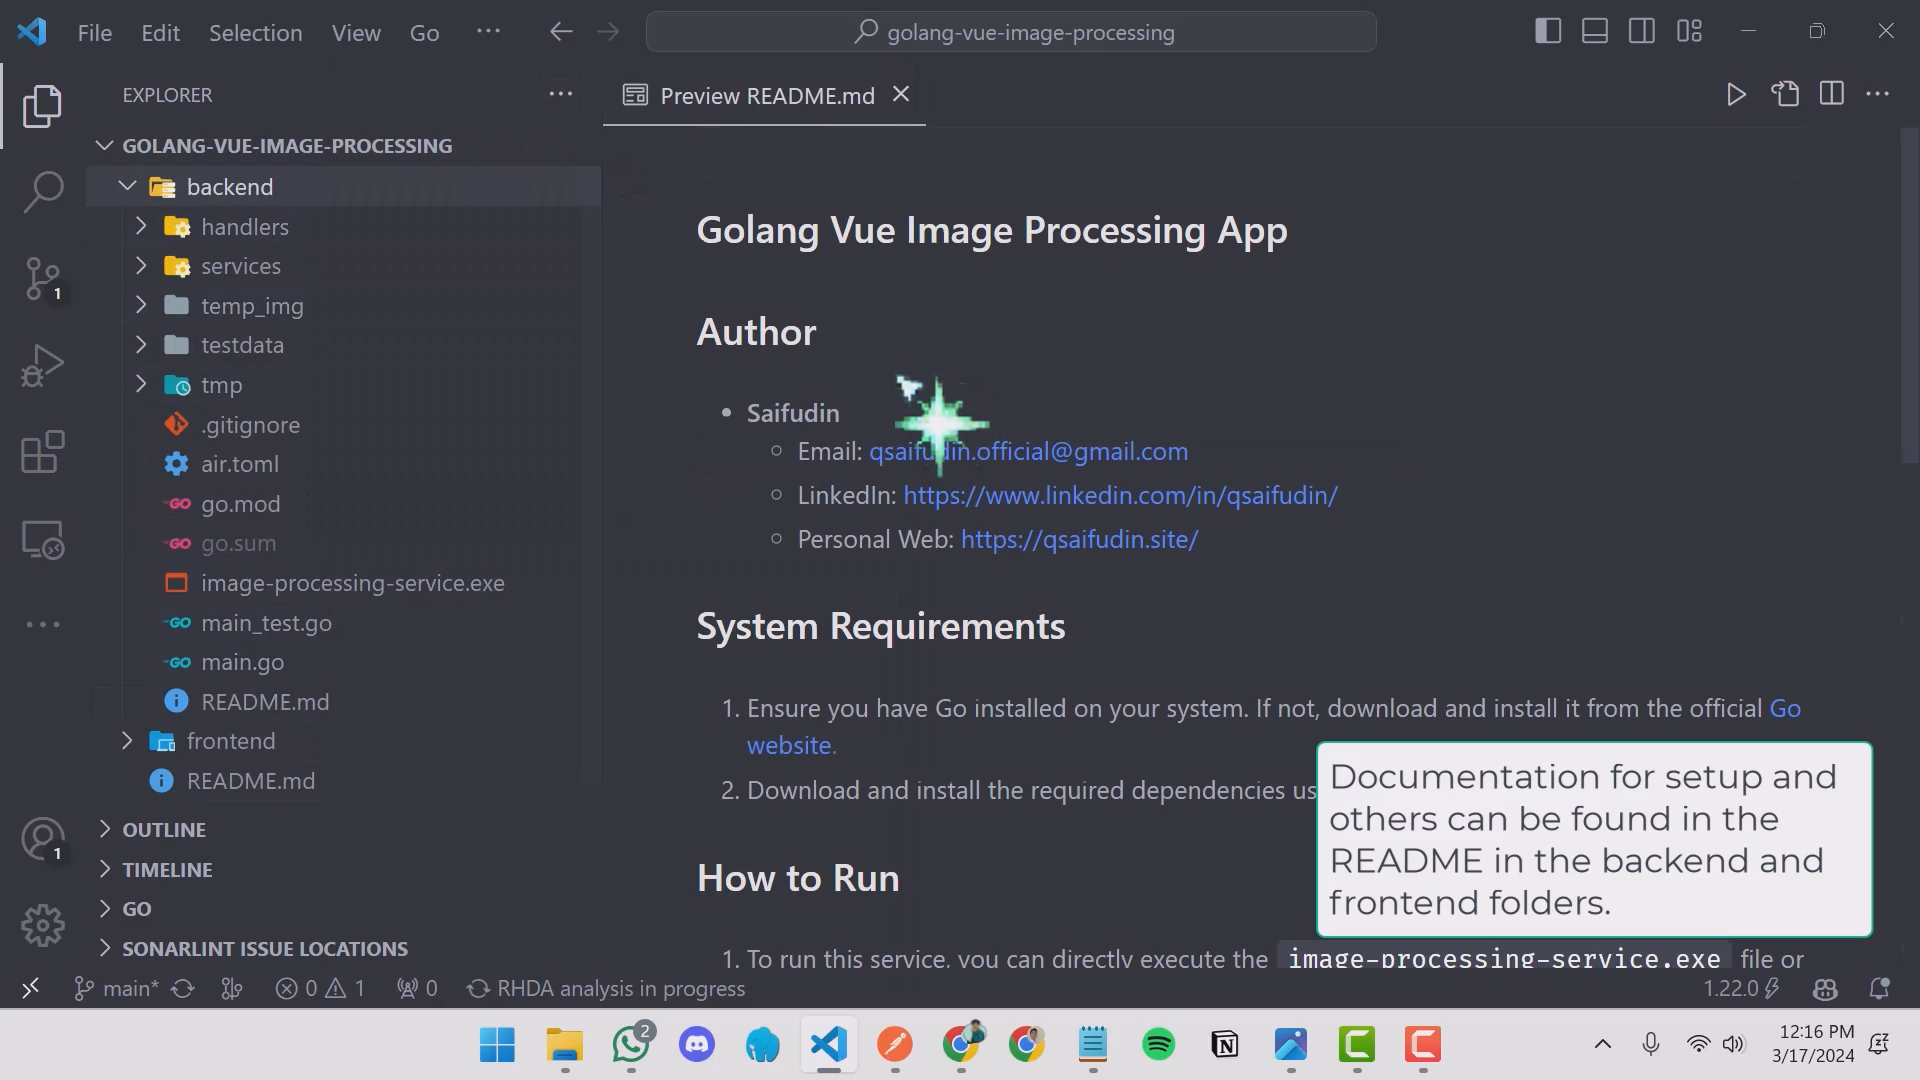 File Edit Selection View Go ···
golang-vue-image-processing
EXPLORER
Preview README.md
GOLANG-VUE-IMAGE-PROCESSING
backend
handlers
services
temp_img
testdata
tmp
.gitignore
air.toml
go.mod
go.sum
image-processing-service.exe
main_test.go
main.go
README.md
frontend
README.md
OUTLINE
TIMELINE
GO
SONARLINT ISSUE LOCATIONS
1
1
Golang Vue Image Processing App
Author
• Saifudin
Email: qsaifudin.official@gmail.com
LinkedIn: https://www.linkedin.com/in/qsaifudin/
Personal Web: https://qsaifudin.site/
System Requirements
1. Ensure you have Go installed on your system. If not, download and install it from the official Go
website.
2. Download and install the required dependencies us
How to Run
1. To run this service, you can directly execute the image-processing-service.exe file or
Documentation for setup and
others can be found in the
README in the backend and
frontend folders.
main* 0 1 0 RHDA analysis in progress 1.22.0
2
12:16 PM
3/17/2024